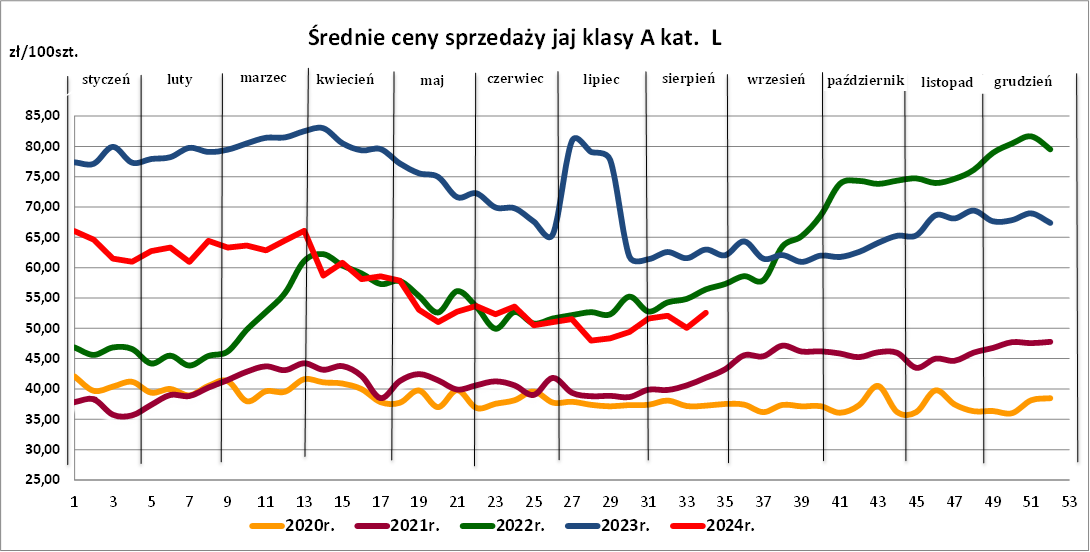 Średnie ceny sprzedaży jaj klasy A kat. L
zł/100szt.
styczeń luty marzec kwiecień maj czerwiec lipiec sierpień wrzesień październik listopad grudzień
85,00
80,00
75,00
70,00
65,00
60,00
55,00
50,00
45,00
40,00
35,00
30,00
25,00
1 3 5 7 9 11 13 15 17 19 21 23 25 27 29 31 33 35 37 39 41 43 45 47 49 51 53
2020r. 2021r. 2022r. 2023r. 2024r.